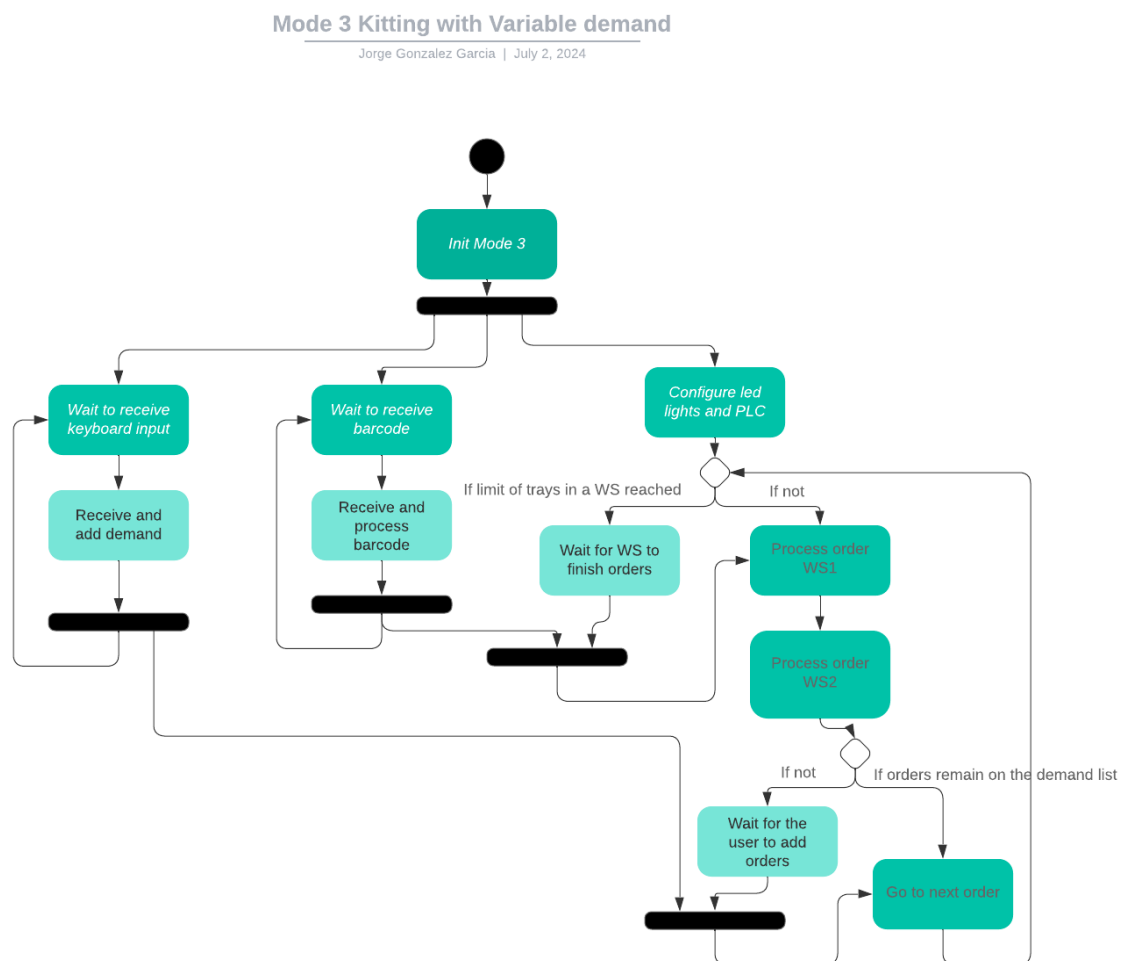 Mode 3 Kitting with Variable demand
Jorge Gonzalez Garcia | July 2, 2024
Init Mode 3
Wait to receive
keyboard input
Wait to receive
barcode
Configure led
lights and PLC
If limit of trays in a WS reached
If not
Receive and
add demand
Receive and
process
barcode
Wait for WS to
finish orders
Process order
WS1
Process order
WS2
If not
If orders remain on the demand list
Wait for the
user to add
orders
Go to next order